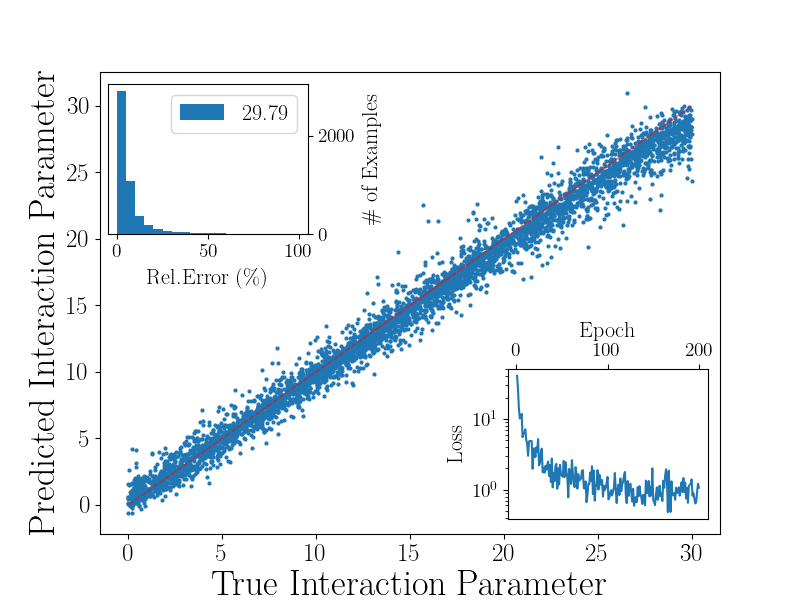 29.79
2000
0
# of Examples
0 50 100
Rel.Error (%)
30
25
20
15
10
5
0
Predicted Interaction Parameter
Epoch
0 100 200
10¹
10⁰
Loss
0 5 10 15 20 25 30
True Interaction Parameter